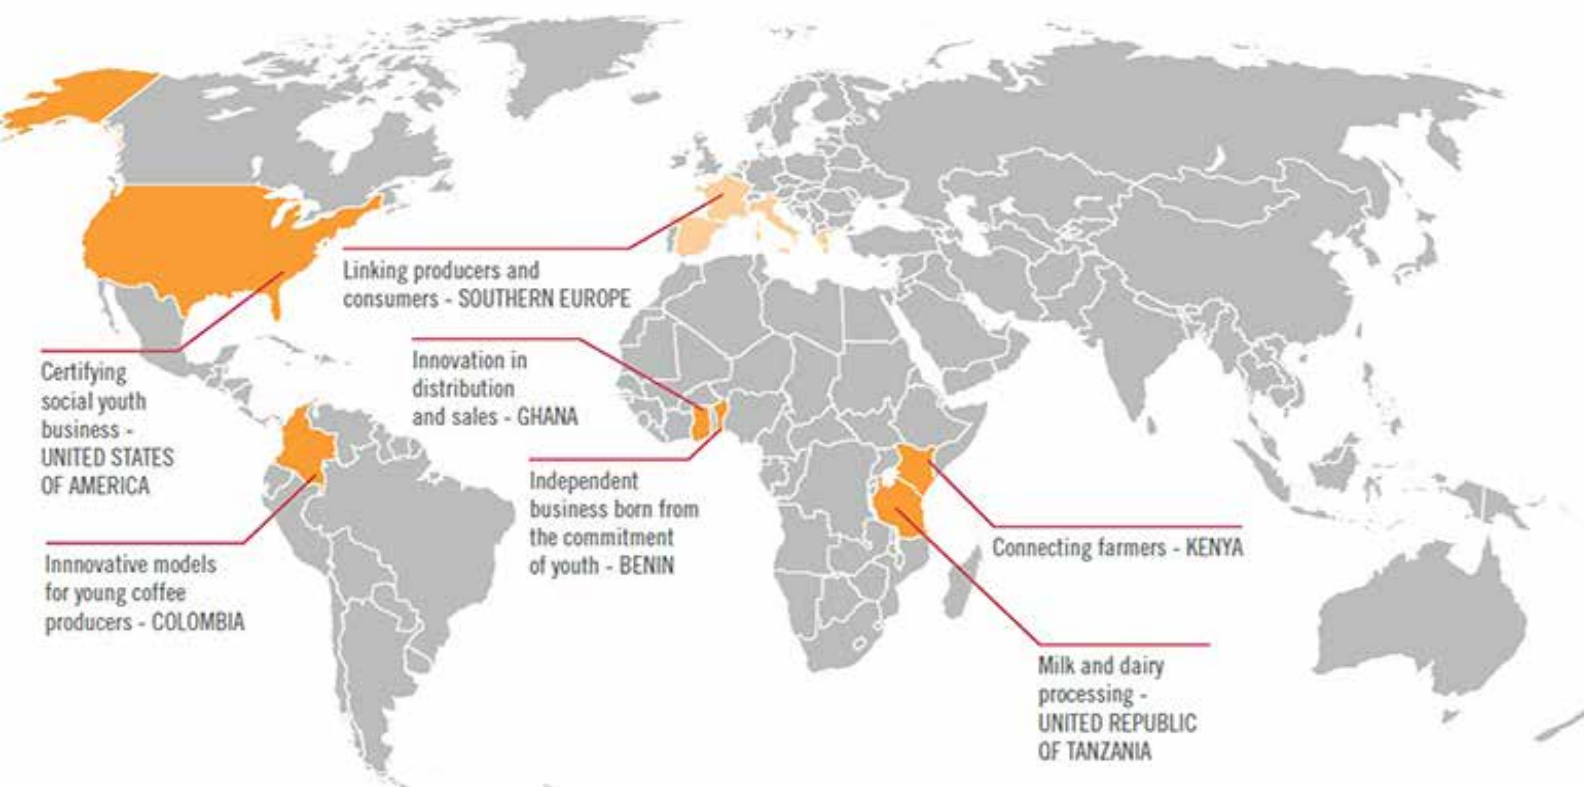 Linking producers and
consumers - SOUTHERN EUROPE
Innovation in
distribution
and sales - GHANA
Certifying
social youth
business -
UNITED STATES
OF AMERICA
Independent
business born from
the commitment
of youth - BENIN
Connecting farmers - KENYA
Innnovative models
for young coffee
producers - COLOMBIA
Milk and dairy
processing -
UNITED REPUBLIC
OF TANZANIA